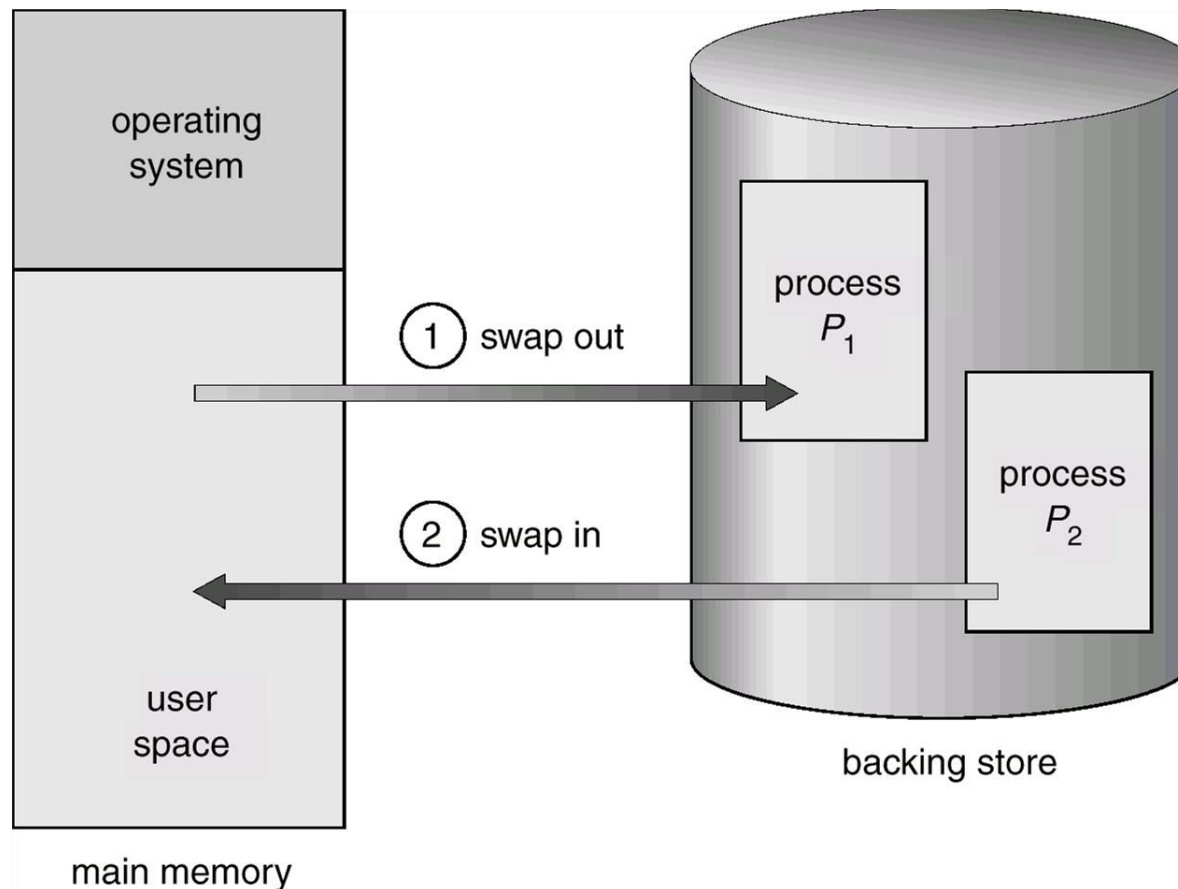 operating
system
1 swap out
process
P1
process
P2
2 swap in
user
space
backing store
main memory